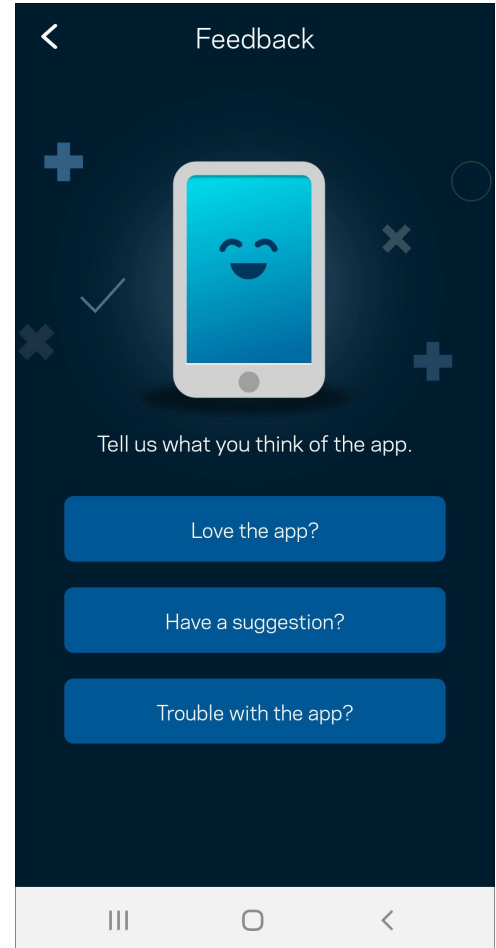 Feedback
Tell us what you think of the app.
Love the app?
Have a suggestion?
Trouble with the app?